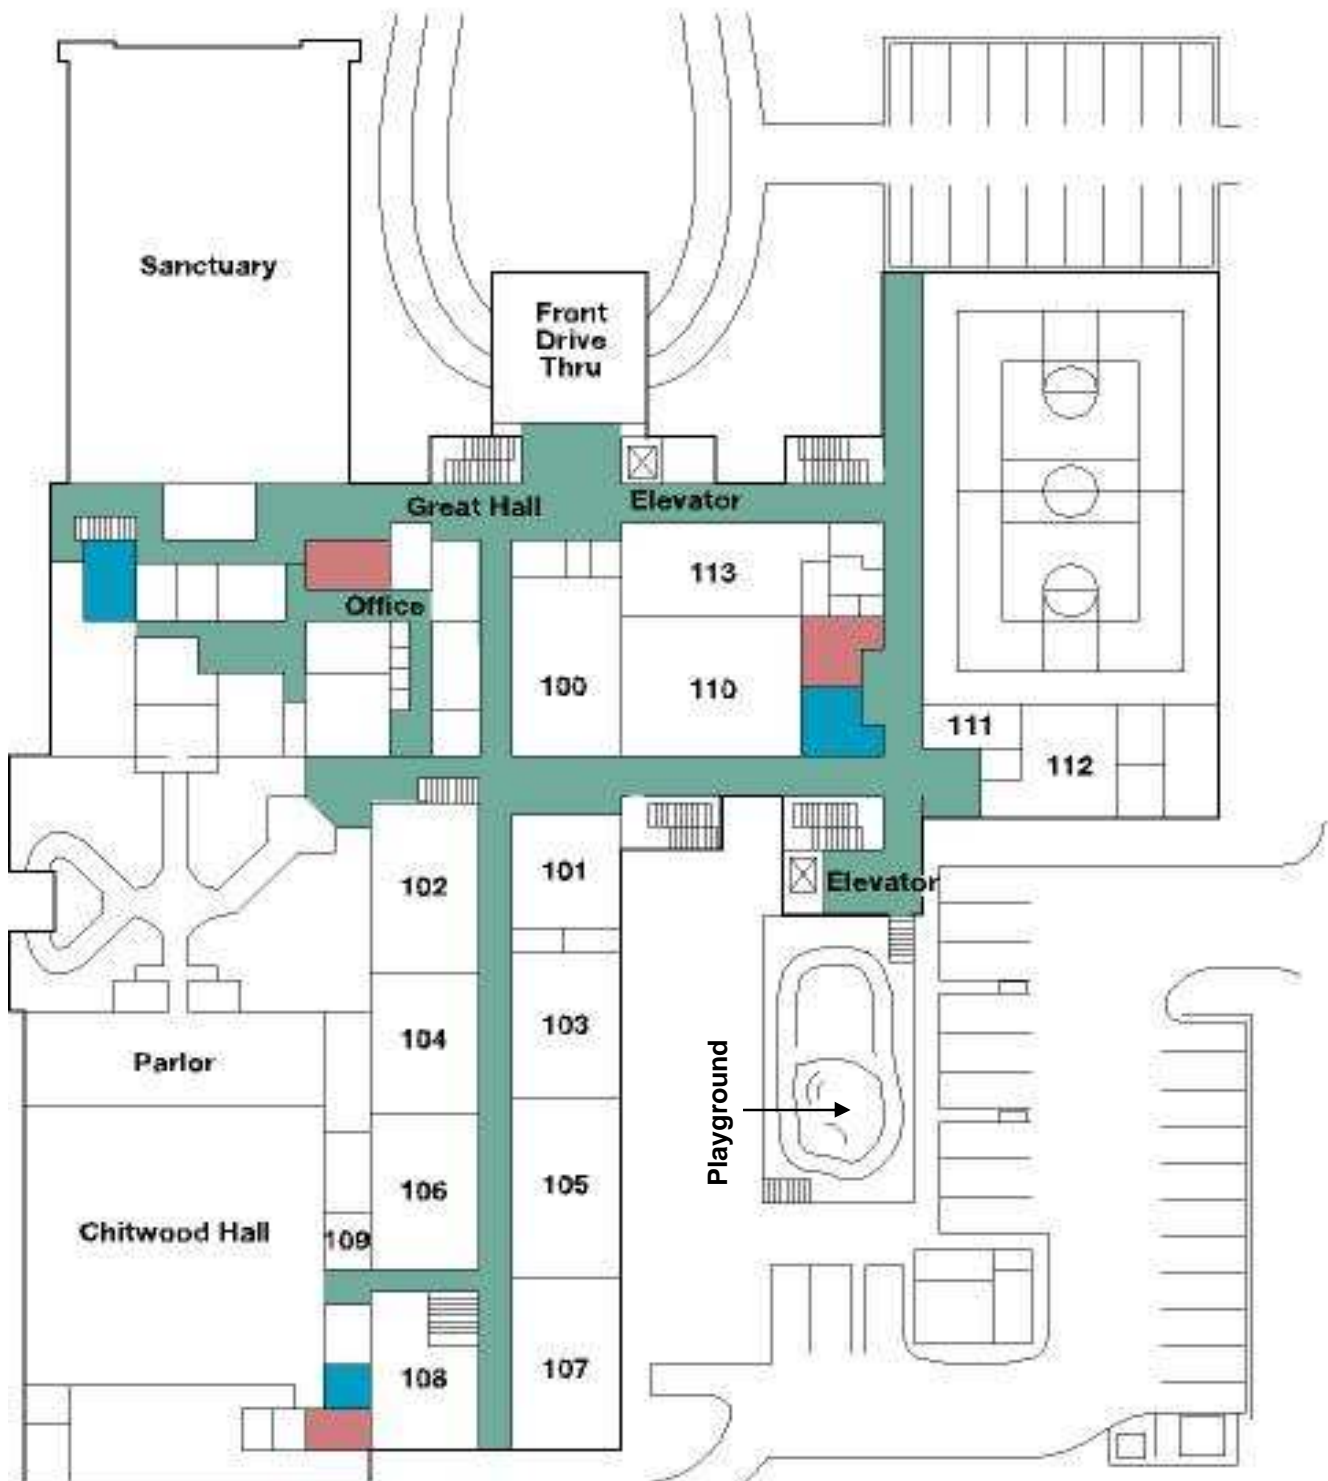 Sanctuary
Front
Drive
Thru
Great Hall
Elevator
113
Office
100
110
111
112
102
101
Elevator
104
103
Parlor
Playground
106
105
Chitwood Hall
109
108
107